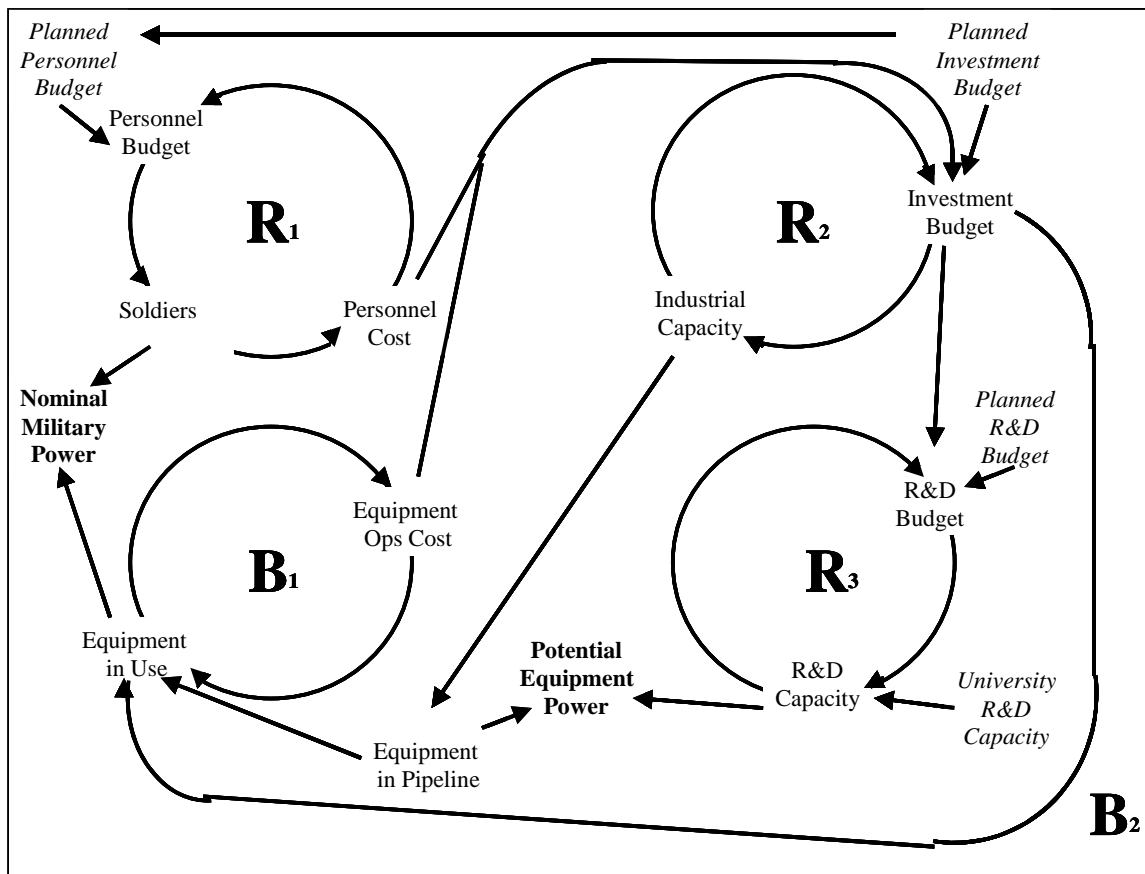 Planned
Personnel
Budget
Planned
Investment
Budget
Personnel
Budget
R1
R2
Investment
Budget
Soldiers
Personnel
Cost
Industrial
Capacity
Nominal
Military
Power
Planned
R&D
Budget
Equipment
Ops Cost
R&D
Budget
B1
R3
Equipment
in Use
Potential
Equipment
Power
R&D
Capacity
University
R&D
Capacity
Equipment
in Pipeline
B2